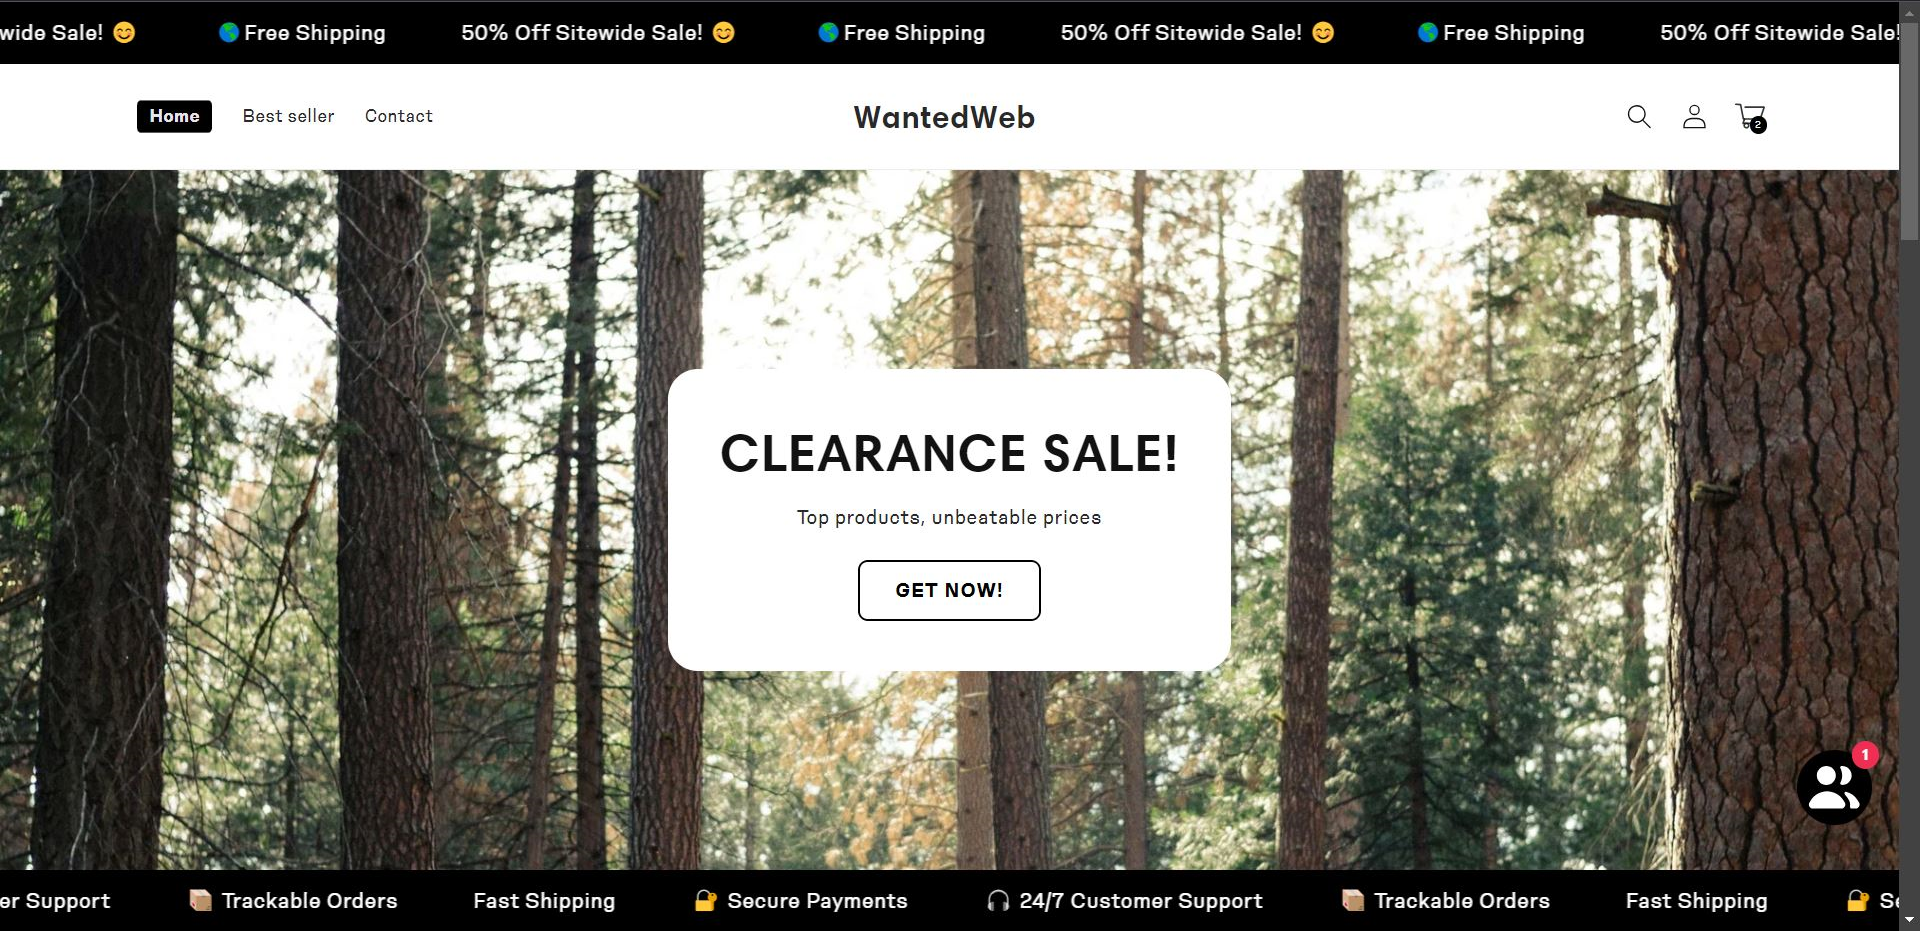 wide Sale! 😊 🌎 Free Shipping 50% Off Sitewide Sale! 😊 🌎 Free Shipping 50% Off Sitewide Sale! 😊 🌎 Free Shipping 50% Off Sitewide Sale!
Home Best seller Contact WantedWeb 2
CLEARANCE SALE!
Top products, unbeatable prices
GET NOW!
1
er Support 📦 Trackable Orders Fast Shipping 🔐 Secure Payments 🎧 24/7 Customer Support 📦 Trackable Orders Fast Shipping 🔐 Se